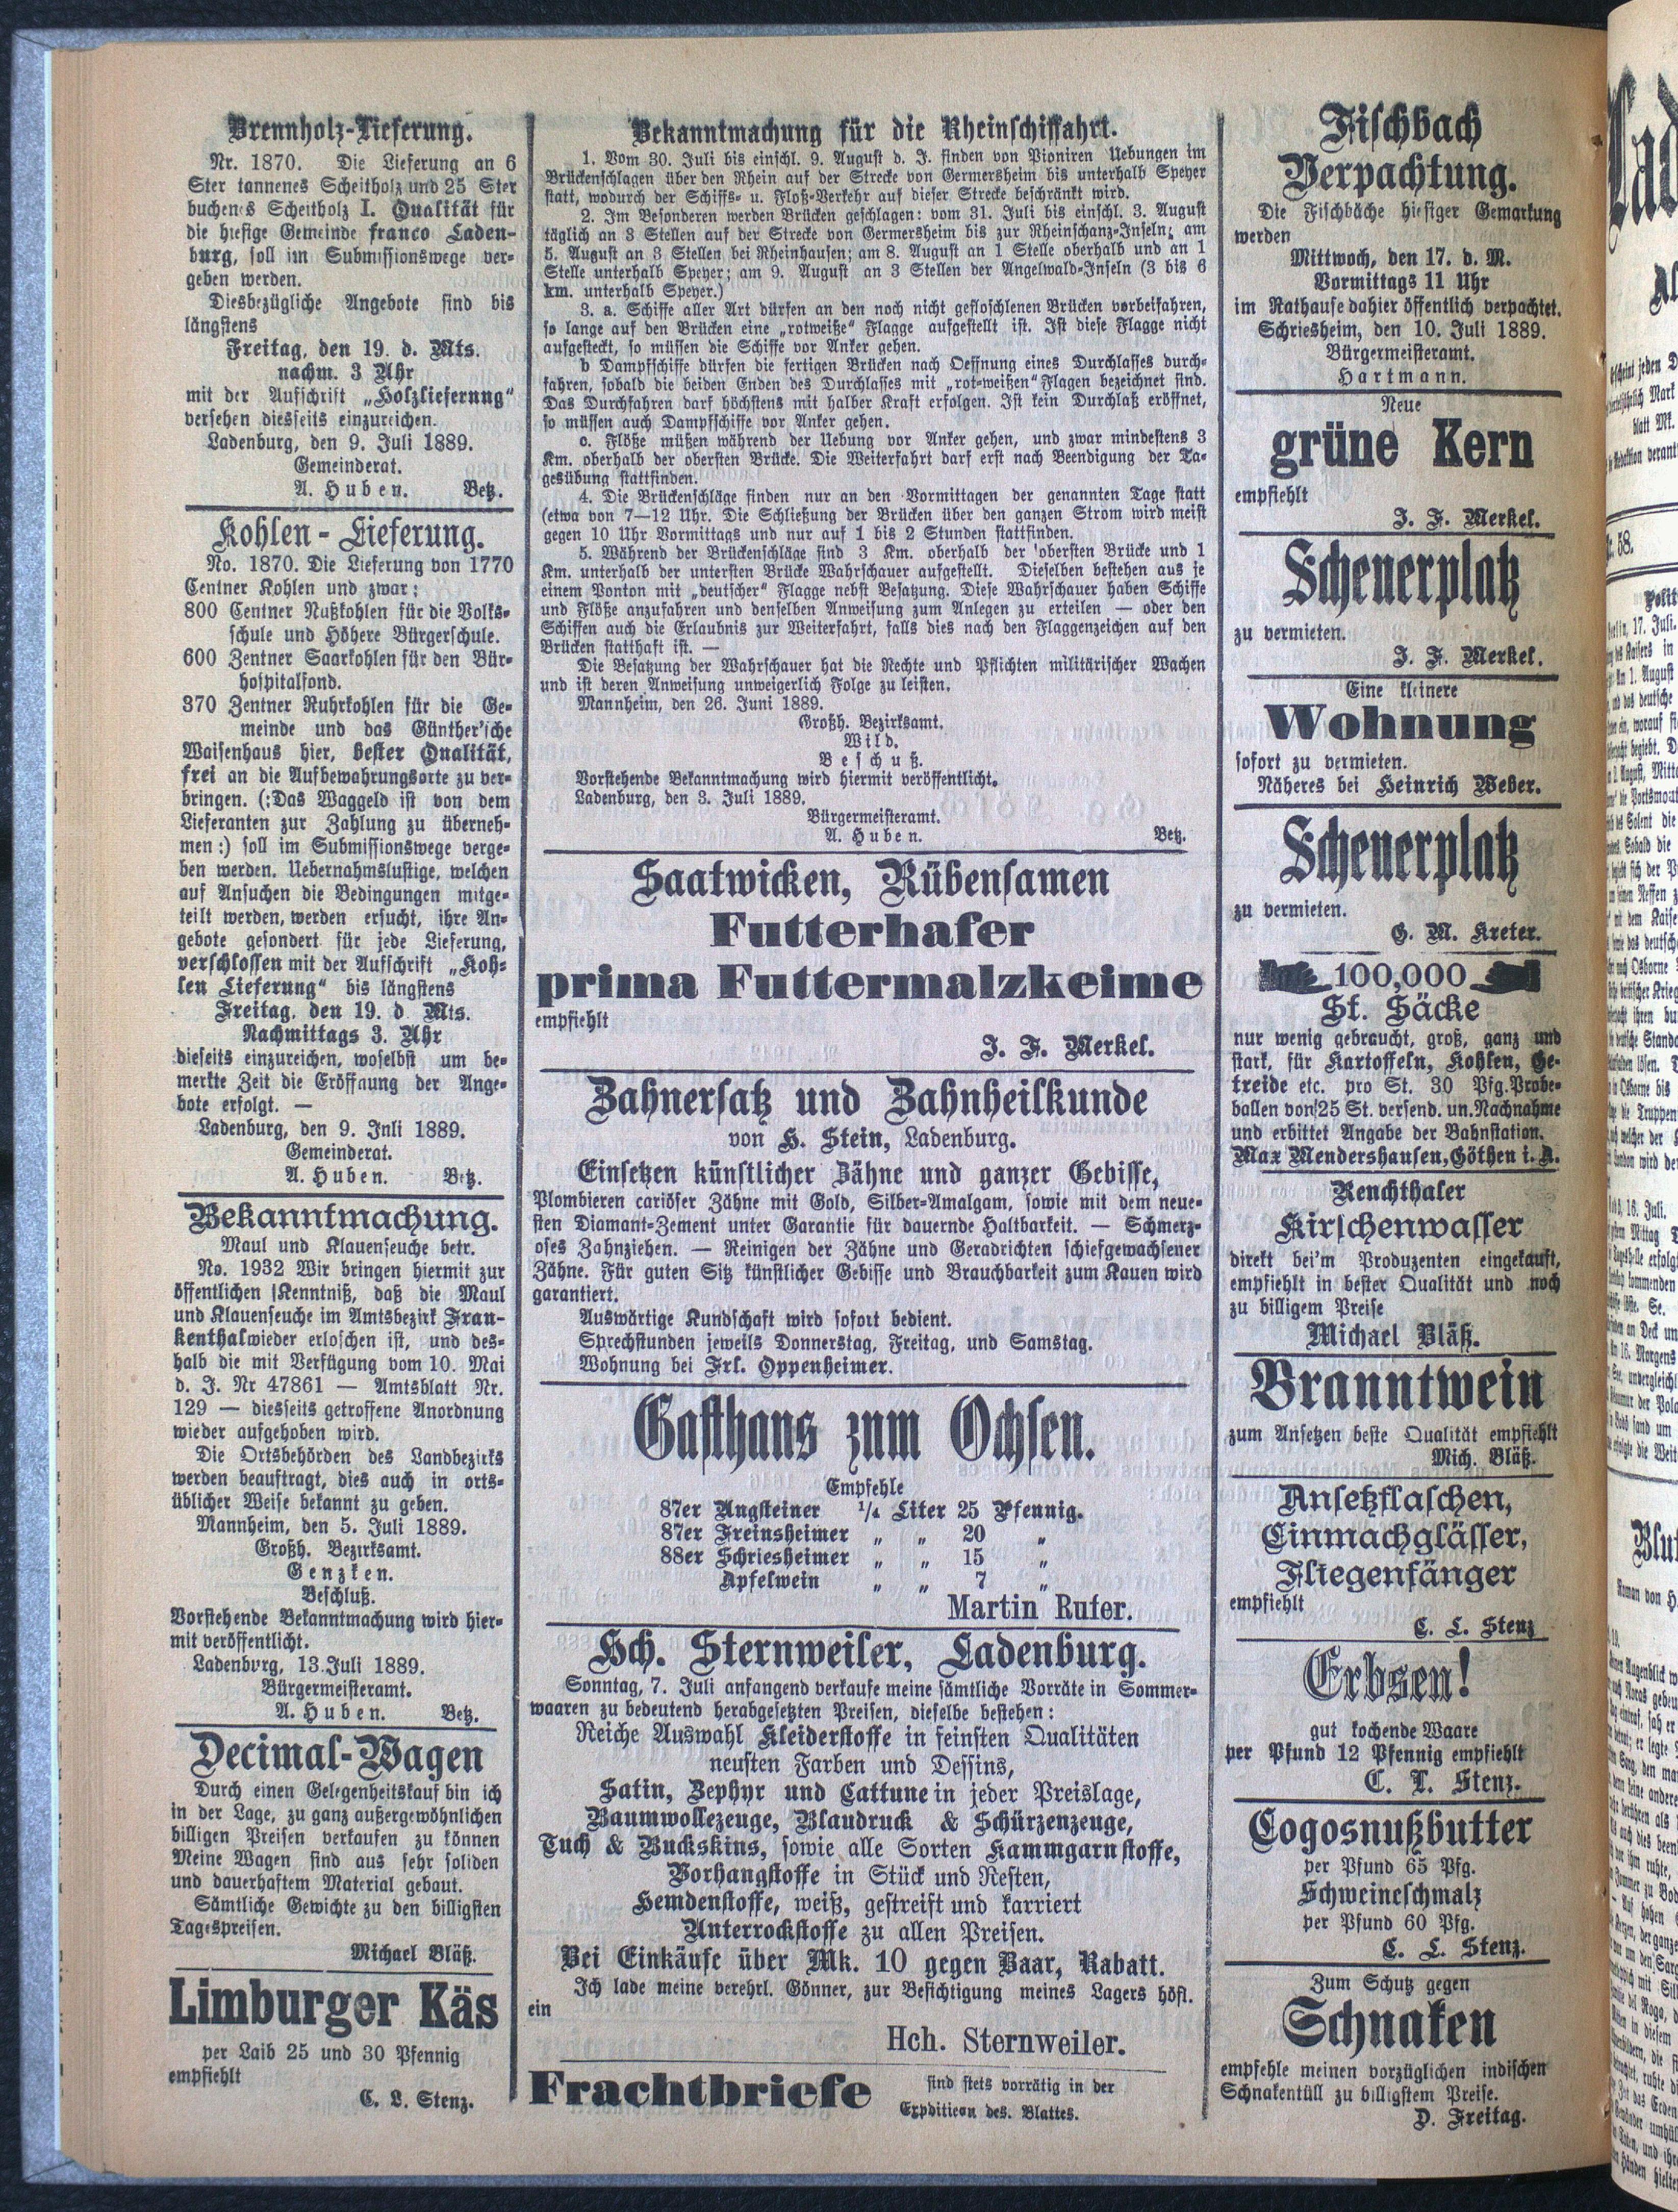 Brennholz-Lieferung.
Nr. 1870. Die Lieferung an 6
Ster tannenes Scheitholz und 25 Ster
buchenes Scheitholz I. Qualität für
die hiesige Gemeinde franco Laden-
burg, soll im Submissionswege ver-
geben werden.
Diesbezügliche Angebote sind bis
längstens
Freitag, den 19. d. Mts.
nachm. 3 Uhr
mit der Aufschrift „Holzlieferung“
versehen diesseits einzureichen.
Ladenburg, den 9. Juli 1889.
Gemeinderat.
A. Huben. Betz.
Kohlen - Lieferung.
No. 1870. Die Lieferung von 1770
Centner Kohlen und zwar:
800 Centner Nußkohlen für die Volks-
schule und Höhere Bürgerschule.
600 Zentner Saarkohlen für den Bür-
hospitalfond.
370 Zentner Ruhrkohlen für die Ge-
meinde und das Günther'sche
Waisenhaus hier, bester Qualität,
frei an die Aufbewahrungsorte zu ver-
bringen. (:Das Waggeld ist von dem
Lieferanten zur Zahlung zu überneh-
men:) soll im Submissionswege verge-
ben werden. Uebernahmslustige, welchen
auf Ansuchen die Bedingungen mitge-
teilt werden, werden ersucht, ihre An-
gebote gesondert für jede Lieferung,
verschlossen mit der Aufschrift „Koh-
len Lieferung“ bis längstens
Freitag, den 19. d Mts.
Nachmittags 3. Uhr
dieseits einzureichen, woselbst um be-
merkte Zeit die Eröffnung der Ange-
bote erfolgt. —
Ladenburg, den 9. Inli 1889.
Gemeinderat.
A. Huben. Betz.
Bekanntmachung.
Maul und Klauenseuche betr.
No. 1932 Wir bringen hiermit zur
öffentlichen Kenntniß, daß die Maul
und Klauenseuche im Amtsbezirk Fran-
kenthal wieder erloschen ist, und des-
halb die mit Verfügung vom 10. Mai
d. J. Nr 47861 — Amtsblatt Nr.
129 — diesseits getroffene Anordnung
wieder aufgehoben wird.
Die Ortsbehörden des Landbezirks
werden beauftragt, dies auch in orts-
üblicher Weise bekannt zu geben.
Mannheim, den 5. Juli 1889.
Großh. Bezirksamt.
Genzken.
Beschluß.
Vorstehende Bekanntmachung wird hier-
mit veröffentlicht.
Ladenburg, 13. Juli 1889.
Bürgermeisteramt.
A. Huben. Betz.
Decimal-Wagen
Durch einen Gelegenheitskauf bin ich
in der Lage, zu ganz außergewöhnlichen
billigen Preisen verkaufen zu können
Meine Wagen sind aus sehr soliden
und dauerhaftem Material gebaut.
Sämtliche Gewichte zu den billigsten
Tagespreisen.
Michael Bläß.
Limburger Käs
per Laib 25 und 30 Pfennig
empfiehlt
C. L. Stenz.
Bekanntmachung für die Rheinschiffahrt.
1. Vom 30. Juli bis einschl. 9. August d. J. finden von Pioniren Uebungen im
Brückenschlagen über den Rhein auf der Strecke von Germersheim bis unterhalb Speyer
statt, wodurch der Schiffs- u. Floß-Verkehr auf dieser Strecke beschränkt wird.
2. Im Besonderen werden Brücken geschlagen: vom 31. Juli bis einschl. 3. August
täglich an 3 Stellen auf der Strecke von Germersheim bis zur Rheinschanz-Inseln; am
5. August an 3 Stellen bei Rheinhausen; am 8. August an 1 Stelle oberhalb und an 1
Stelle unterhalb Speyer; am 9. August an 3 Stellen der Angelwald-Inseln (3 bis 6
km. unterhalb Speyer.)
3. a. Schiffe aller Art dürfen an den noch nicht gesloschlenen Brücken vorbeifahren,
so lange auf den Brücken eine „rotweiße“ Flagge aufgestellt ist. Ist diese Flagge nicht
aufgesteckt, so müssen die Schiffe vor Anker gehen.
b Dampfschiffe dürfen die fertigen Brücken nach Oeffnung eines Durchlasses durch-
fahren, sobald die beiden Enden des Durchlasses mit „rot-weißen“ Flagen bezeichnet sind.
Das Durchfahren darf höchstens mit halber Kraft erfolgen. Ist kein Durchlaß eröffnet,
so müssen auch Dampfschiffe vor Anker gehen.
c. Flöße müßen während der Uebung vor Anker gehen, und zwar mindestens 3
Km. oberhalb der obersten Brücke. Die Weiterfahrt darf erst nach Beendigung der Ta-
gesübung stattfinden.
4. Die Brückenschläge finden nur an den Vormittagen der genannten Tage statt
(etwa von 7—12 Uhr. Die Schließung der Brücken über den ganzen Strom wird meist
gegen 10 Uhr Vormittags und nur auf 1 bis 2 Stunden stattfinden.
5. Während der Brückenschläge sind 3 Km. oberhalb der obersten Brücke und 1
Km. unterhalb der untersten Brücke Wahrschauer aufgestellt. Dieselben bestehen aus je
einem Ponton mit „deutscher“ Flagge nebst Besatzung. Diese Wahrschauer haben Schiffe
und Flöße anzufahren und denselben Anweisung zum Anlegen zu erteilen — oder den
Schiffen auch die Erlaubnis zur Weiterfahrt, falls dies nach den Flaggenzeichen auf den
Brücken statthaft ist. —
Die Besatzung der Wahrschauer hat die Rechte und Pflichten militärischer Wachen
und ist deren Anweisung unweigerlich Folge zu leisten.
Mannheim, den 26. Juni 1889.
Großh. Bezirksamt.
Wild.
Beschuß.
Vorstehende Bekanntmachung wird hiermit veröffentlicht.
Ladenburg, den 3. Juli 1889.
Bürgermeisteramt.
A. Huben. Betz.
Saatwicken, Rübensamen
Futterhafer
prima Futtermalzkeime
empfiehlt
J. F. Merkel.
Zahnersatz und Zahnheilkunde
von H. Stein, Ladenburg.
Einsetzen künstlicher Zähne und ganzer Gebisse,
Plombieren cariöser Zähne mit Gold, Silber-Amalgam, sowie mit dem neue-
sten Diamant-Zement unter Garantie für dauernde Haltbarkeit. — Schmerz-
oses Zahnziehen. — Reinigen der Zähne und Geradrichten schiefgewachsener
Zähne. Für guten Sitz künstlicher Gebisse und Brauchbarkeit zum Kauen wird
garantiert.
Auswärtige Kundschaft wird sofort bedient.
Sprechstunden jeweils Donnerstag, Freitag, und Samstag.
Wohnung bei Frl. Oppenheimer.
Gasthaus zum Ochsen.
Empfehle
87er Angsteiner 1/4 Liter 25 Pfennig.
87er Freinsheimer „ „ 20 „
88er Schriesheimer „ „ 15 „
Apfelwein „ „ 7 „
Martin Rufer.
Hch. Sternweiler, Ladenburg.
Sonntag, 7. Juli anfangend verkaufe meine sämtliche Vorräte in Sommer-
waaren zu bedeutend herabgesetzten Preisen, dieselbe bestehen:
Reiche Auswahl Kleiderstoffe in feinsten Qualitäten
neusten Farben und Dessins,
Satin, Zephyr und Cattune in jeder Preislage,
Baumwollezeuge, Blaudruck & Schürzenzeuge,
Tuch & Buckskins, sowie alle Sorten Kammgarnstoffe,
Vorhangstoffe in Stück und Resten,
Hemdenstoffe, weiß, gestreift und karriert
Unterrockstoffe zu allen Preisen.
Bei Einkäufe über Mk. 10 gegen Baar, Rabatt.
Ich lade meine verehrl. Gönner, zur Besichtigung meines Lagers höfl.
ein
Hch. Sternweiler.
Frachtbriefe sind stets vorrätig in der
Expdition des. Blattes.
Fischbach
Verpachtung.
Die Fischbäche hiesiger Gemarkung
werden
Mittwoch, den 17. d. M.
Vormittags 11 Uhr
im Rathause dahier öffentlich verpachtet.
Schriesheim, den 10. Juli 1889.
Bürgermeisteramt.
Hartmann.
Neue
grüne Kern
empfiehlt
J. F. Merkel.
Scheuerplatz
zu vermieten.
J. F. Merkel.
Eine kleinere
Wohnung
sofort zu vermieten.
Näheres bei Heinrich Weber.
Scheuerplatz
zu vermieten.
G. M. Kreter.
100,000
St. Säcke
nur wenig gebraucht, groß, ganz und
stark, für Kartoffeln, Kohlen, Ge-
treide etc. pro St. 30 Pfg. Probe-
ballen von 25 St. versend. un. Nachnahme
und erbittet Angabe der Bahnstation.
Max Mendershausen, Göthen i. A.
Renchthaler
Kirschenwasser
direkt bei'm Produzenten eingekauft,
empfiehlt in bester Qualität und noch
zu billigem Preise
Michael Bläß.
Branntwein
zum Ansetzen beste Qualität empfiehlt
Mich. Bläß.
Ansetzflaschen,
Einmachglässer,
Fliegenfänger
empfiehlt
C. L. Stenz
Erbsen!
gut kochende Waare
per Pfund 12 Pfennig empfiehlt
C. L. Stenz.
Cogosnußbutter
per Pfund 65 Pfg.
Schweineschmalz
per Pfund 60 Pfg.
C. L. Stenz.
Zum Schutz gegen
Schnaken
empfehle meinen vorzüglichen indischen
Schnakentüll zu billigstem Preise.
D. Freitag.